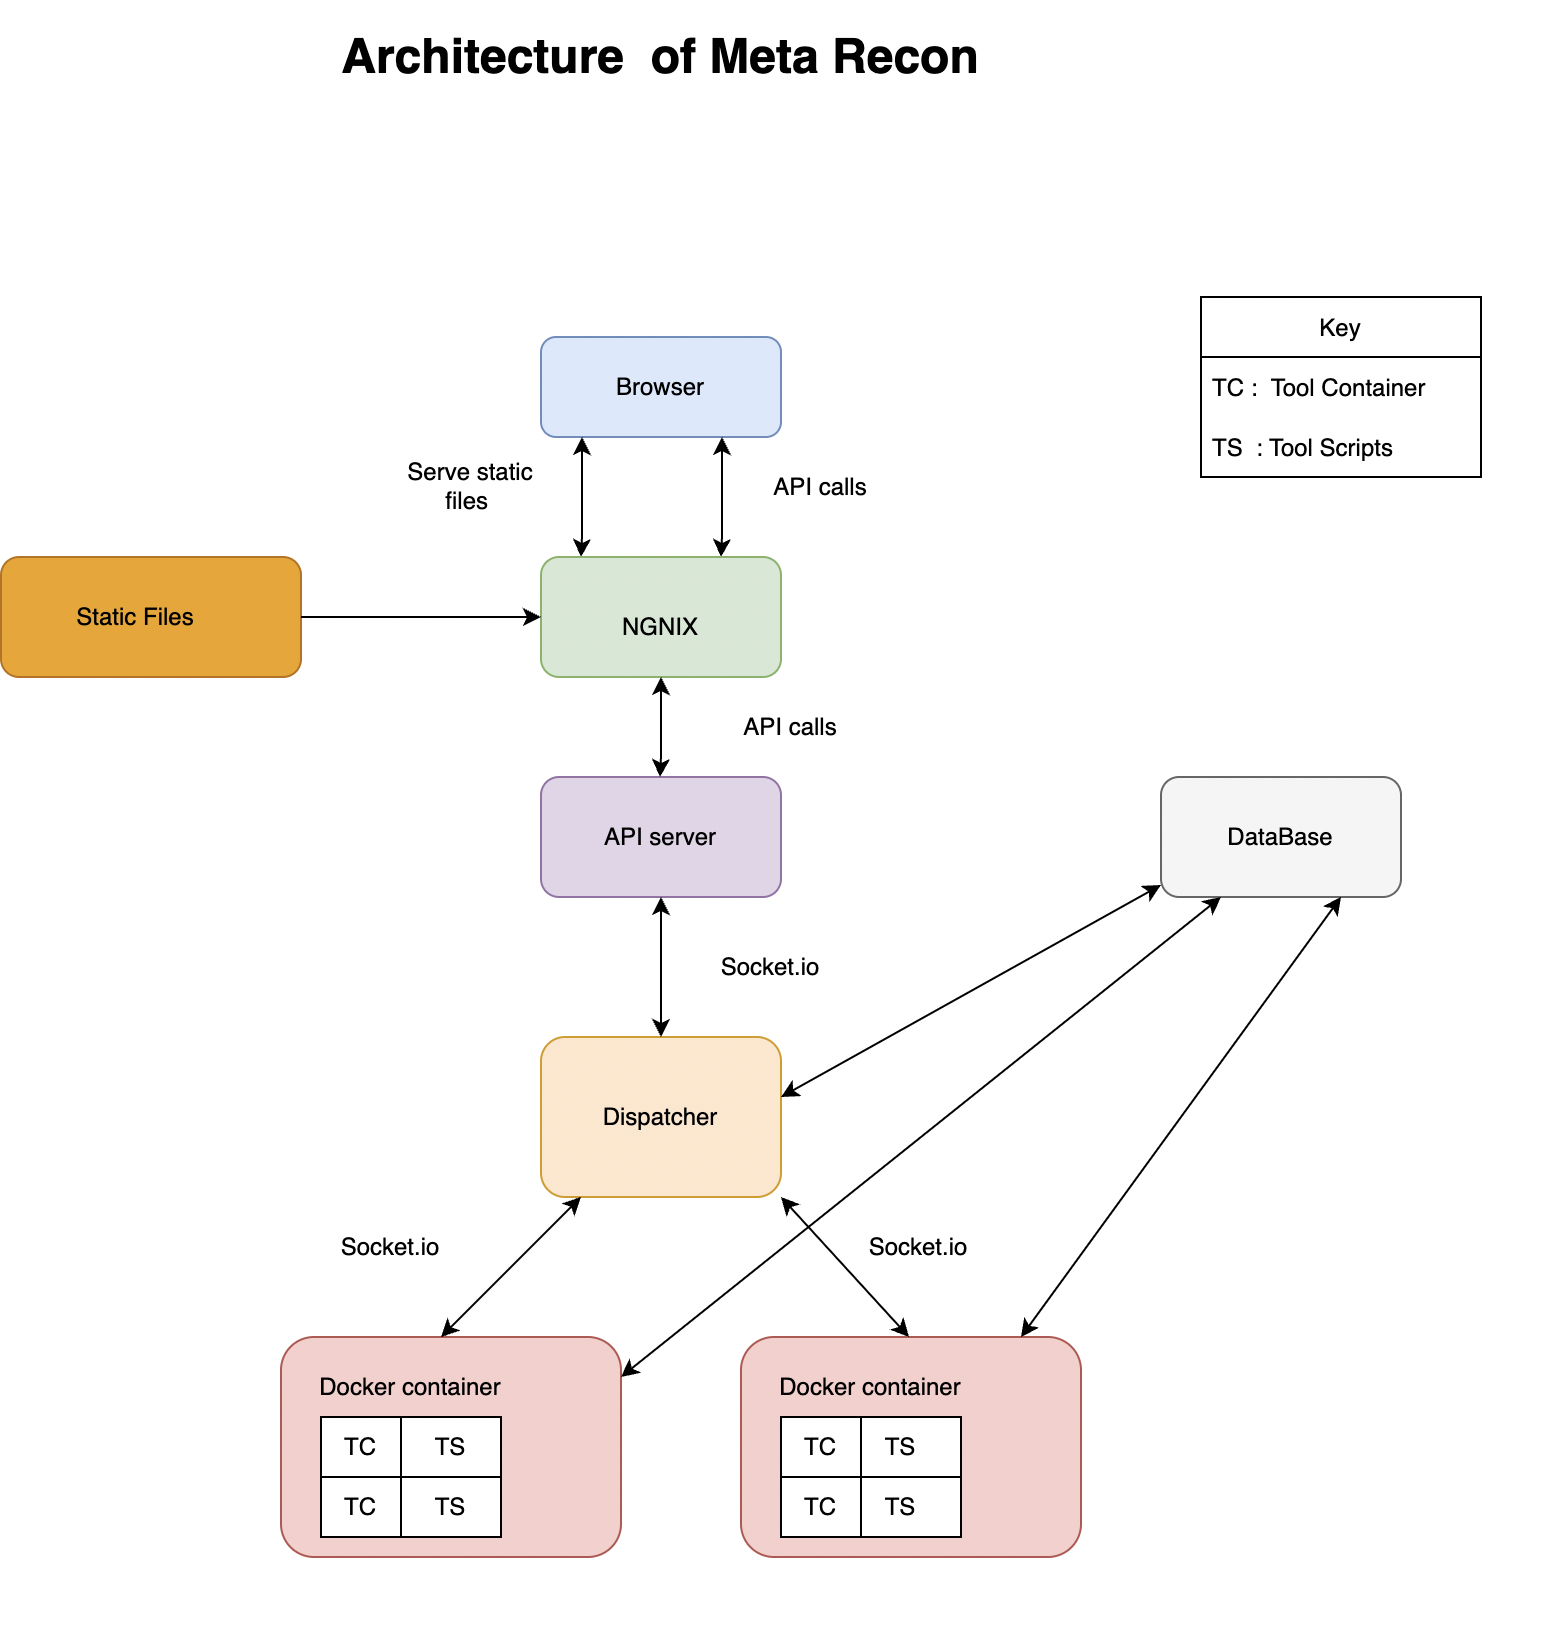 Architecture  of Meta Recon
Key
TC :  Tool Container
TS  : Tool Scripts
Browser
Serve static
files
API calls
Static Files
NGNIX
API calls
API server
DataBase
Socket.io
Dispatcher
Socket.io
Socket.io
Docker container
TC TS
TC TS
Docker container
TC TS
TC TS